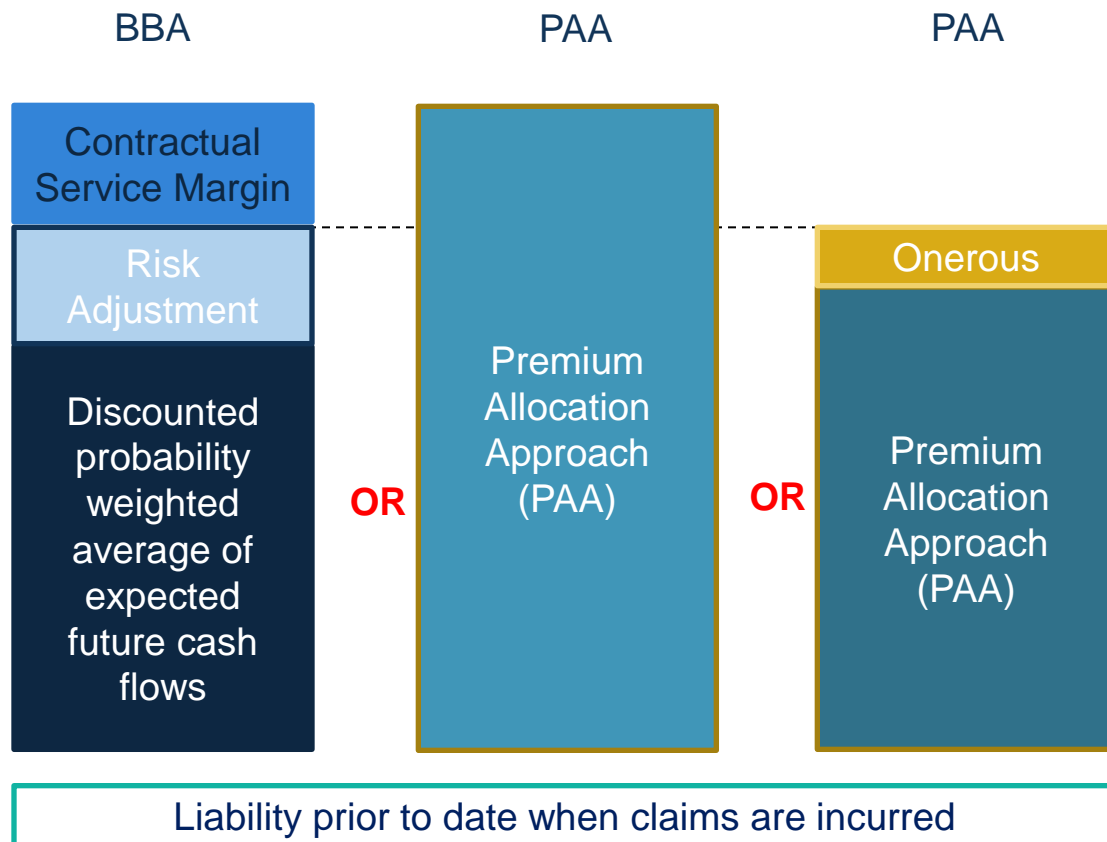 BBA
PAA
PAA
Contractual
Service Margin
Risk
Adjustment
Discounted
probability
weighted
average of
expected
future cash
flows
OR
Premium
Allocation
Approach
(PAA)
OR
Onerous
Premium
Allocation
Approach
(PAA)
Liability prior to date when claims are incurred